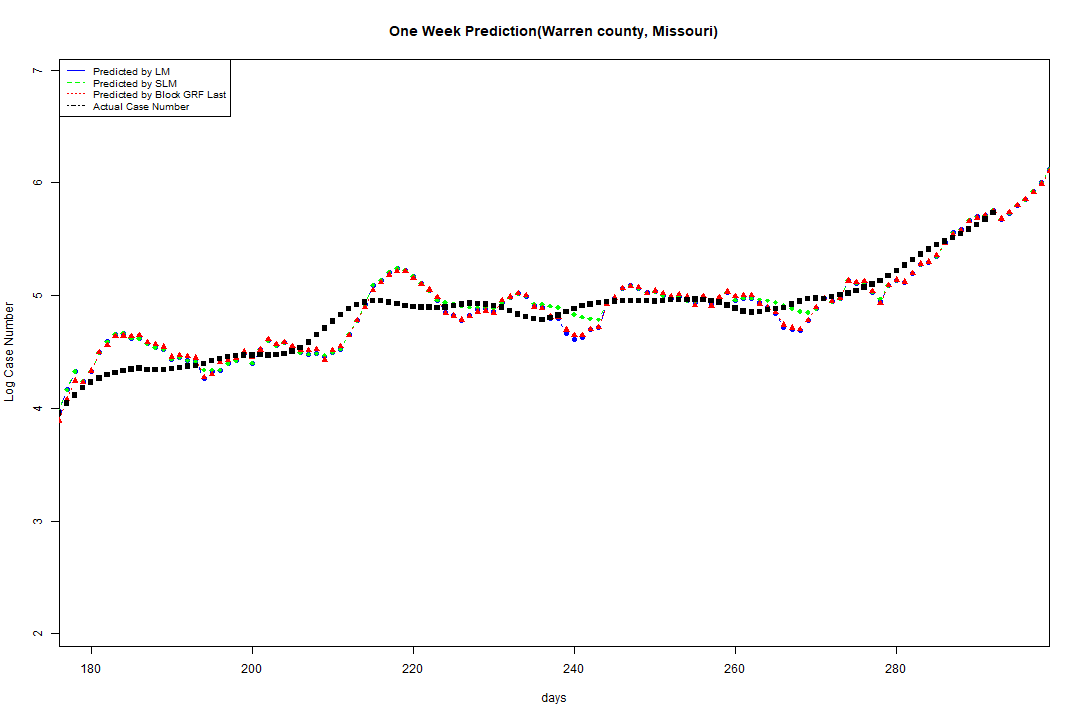 One Week Prediction(Warren county, Missouri)
7
Predicted by LM
Predicted by SLM
Predicted by Block GRF Last
Actual Case Number
6
5
4
3
2
Log Case Number
180 200 220 240 260 280
days